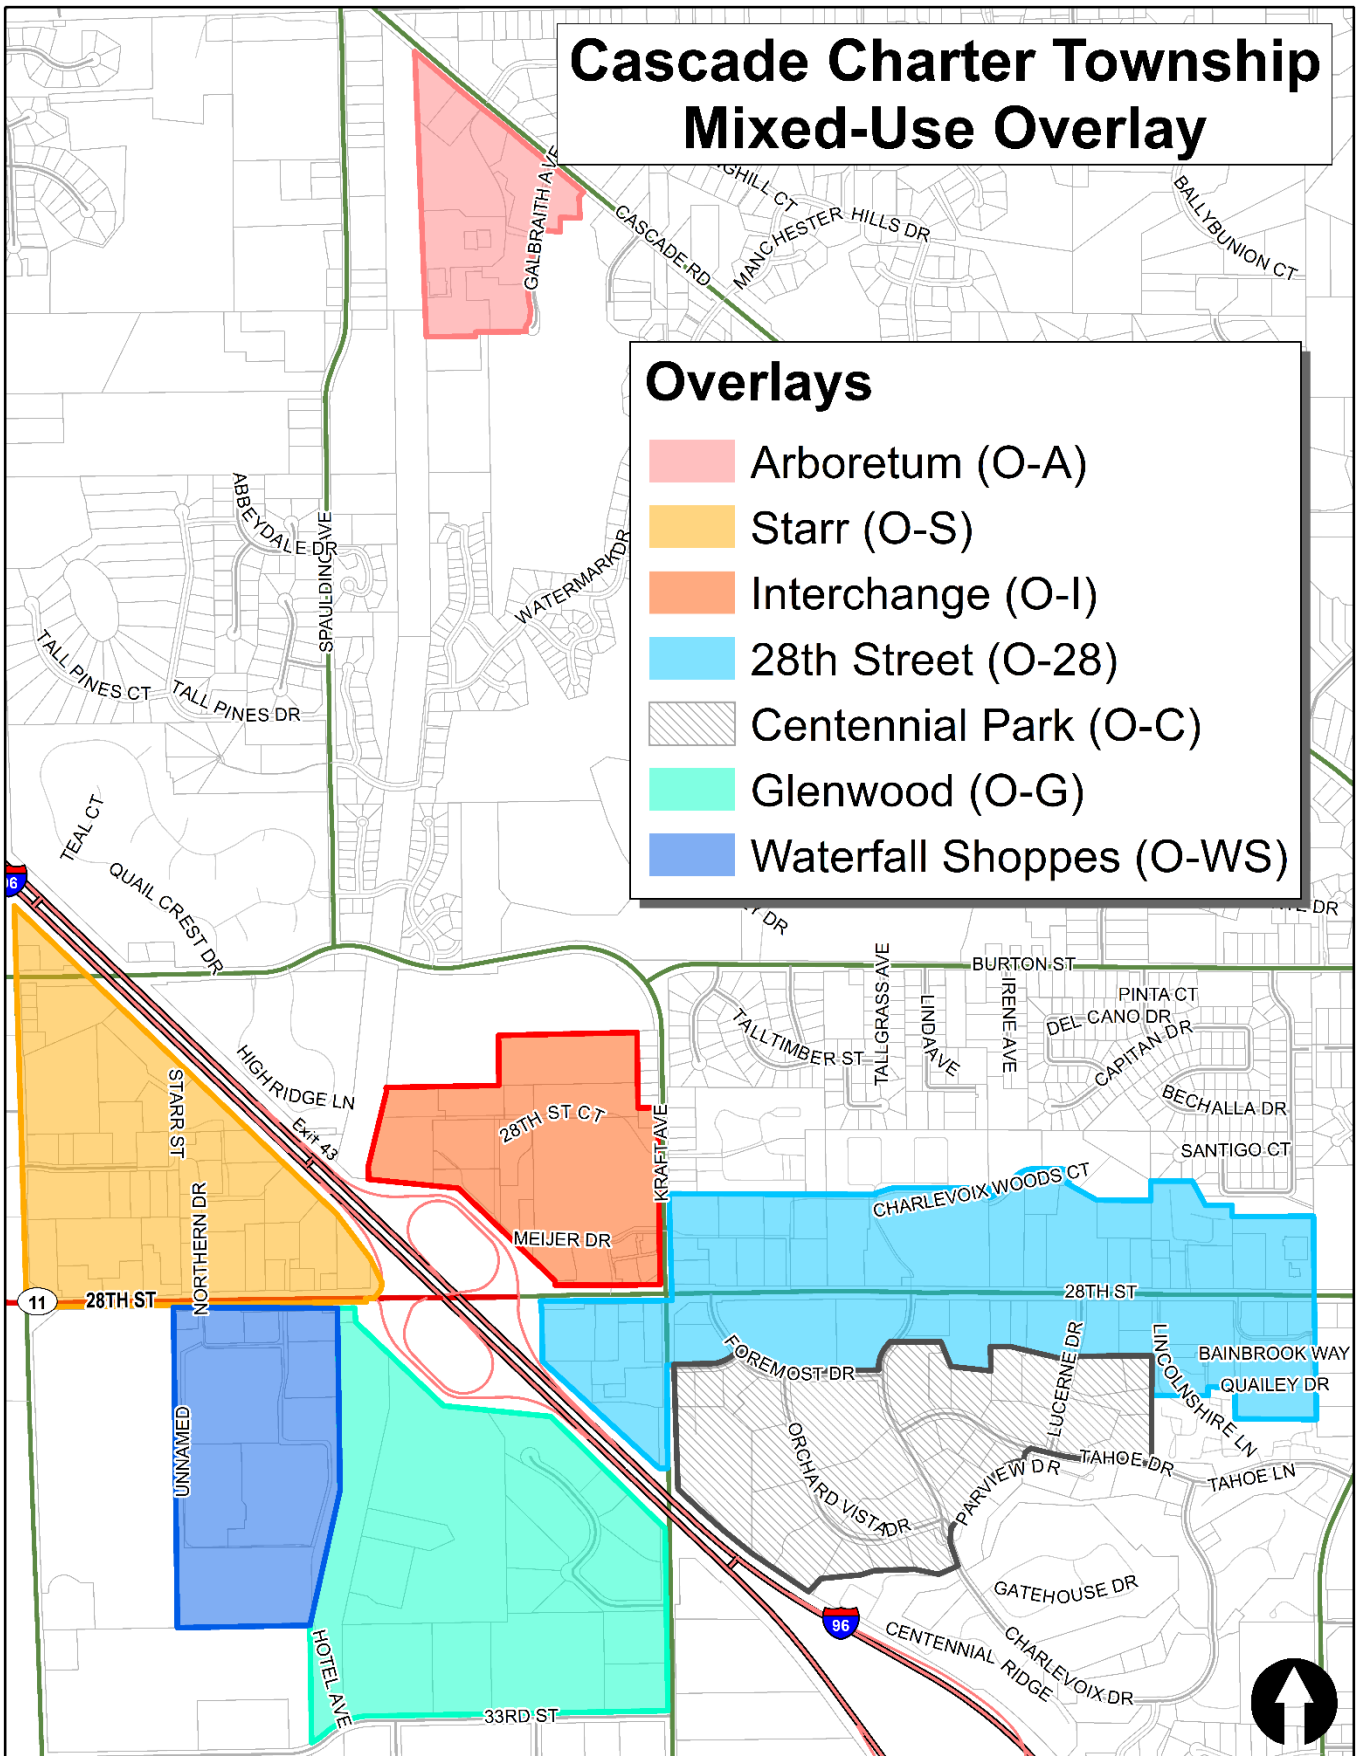 Cascade Charter Township
Mixed-Use Overlay
GHILL CT
MANCHESTER HILLS DR
BALLYBUNION CT
GALBRAITH AVE
CASCADE RD
Overlays
Arboretum (O-A)
Starr (O-S)
Interchange (O-I)
28th Street (O-28)
Centennial Park (O-C)
Glenwood (O-G)
Waterfall Shoppes (O-WS)
ABBEYDALE DR
SPAULDING AVE
WATERMARK DR
TALL PINES CT
TALL PINES DR
TEAL CT
QUAIL CREST DR
96
DR
DR
BURTON ST
TALLGRASS AVE
LINDA AVE
IRENE AVE
PINTA CT
DEL CANO DR
CAPITAN DR
TALLTIMBER ST
BECHALLA DR
SANTIGO CT
HIGHRIDGE LN
STARR ST
Exit 43
28TH ST CT
KRAFT AVE
CHARLEVOIX WOODS CT
NORTHERN DR
MEIJER DR
11
28TH ST
28TH ST
FOREMOST DR
LUCERNE DR
LINCOLNSHIRE LN
BAINBROOK WAY
QUAILEY DR
UNNAMED
ORCHARD VISTA DR
PARVIEW DR
TAHOE DR
TAHOE LN
GATEHOUSE DR
96
CENTENNIAL RIDGE
CHARLEVOIX DR
HOTEL AVE
33RD ST